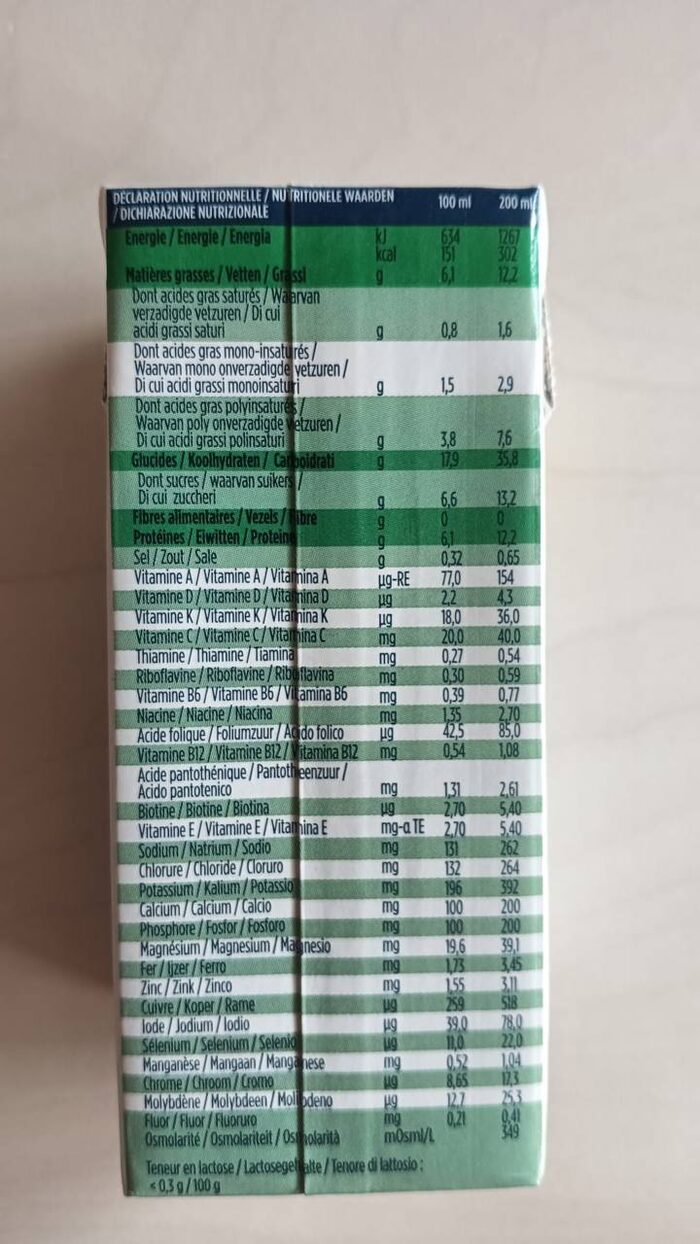 DÉCLARATION NUTRITIONNELLE / NUTRITIONELE WAARDEN 100 ml 200 ml
/ DICHIARAZIONE NUTRIZIONALE
Energie / Energie / Energia kJ 634 1267
kcal 151 302
Matières grasses / Vetten / Grassi g 6,1 12,2
Dont acides gras saturés / Waarvan
verzadigde vetzuren / Di cui
acidi grassi saturi g 0,8 1,6
Dont acides gras mono-insaturés /
Waarvan mono onverzadigde vetzuren /
Di cui acidi grassi monoinsaturi g 1,5 2,9
Dont acides gras polyinsaturés /
Waarvan poly onverzadigde vetzuren /
Di cui acidi grassi polinsaturi g 3,8 7,6
Glucides / Koolhydraten / Carboidrati g 17,9 35,8
Dont sucres / waarvan suikers /
Di cui zuccheri g 6,6 13,2
Fibres alimentaires / Vezels / Fibre g 0 0
Protéines / Eiwitten / Proteine g 6,1 12,2
Sel / Zout / Sale g 0,32 0,65
Vitamine A / Vitamine A / Vitamina A µg-RE 77,0 154
Vitamine D / Vitamine D / Vitamina D µg 2,2 4,3
Vitamine K / Vitamine K / Vitamina K µg 18,0 36,0
Vitamine C / Vitamine C / Vitamina C mg 20,0 40,0
Thiamine / Thiamine / Tiamina mg 0,27 0,54
Riboflavine / Riboflavine / Riboflavina mg 0,30 0,59
Vitamine B6 / Vitamine B6 / Vitamina B6 mg 0,39 0,77
Niacine / Niacine / Niacina mg 1,35 2,70
Acide folique / Foliumzuur / Acido folico µg 42,5 85,0
Vitamine B12 / Vitamine B12 / Vitamina B12 mg 0,54 1,08
Acide pantothénique / Pantotheenzuur /
Acido pantotenico mg 1,31 2,61
Biotine / Biotine / Biotina µg 2,70 5,40
Vitamine E / Vitamine E / Vitamina E mg-α TE 2,70 5,40
Sodium / Natrium / Sodio mg 131 262
Chlorure / Chloride / Cloruro mg 132 264
Potassium / Kalium / Potassio mg 196 392
Calcium / Calcium / Calcio mg 100 200
Phosphore / Fosfor / Fosforo mg 100 200
Magnésium / Magnesium / Magnesio mg 19,6 39,1
Fer / Ijzer / Ferro mg 1,73 3,45
Zinc / Zink / Zinco mg 1,55 3,11
Cuivre / Koper / Rame µg 259 518
Iode / Jodium / Iodio µg 39,0 78,0
Sélenium / Selenium / Selenio µg 11,0 22,0
Manganèse / Mangaan / Manganese mg 0,52 1,04
Chrome / Chroom / Cromo µg 8,65 17,3
Molybdène / Molybdeen / Molibdeno µg 12,7 25,3
Fluor / Fluor / Fluoruro mg 0,21 0,41
Osmolarité / Osmolariteit / Osmolarità mOsml/L 349
Teneur en lactose / Lactosegehalte / Tenore di lattosio :
< 0,3 g / 100 g